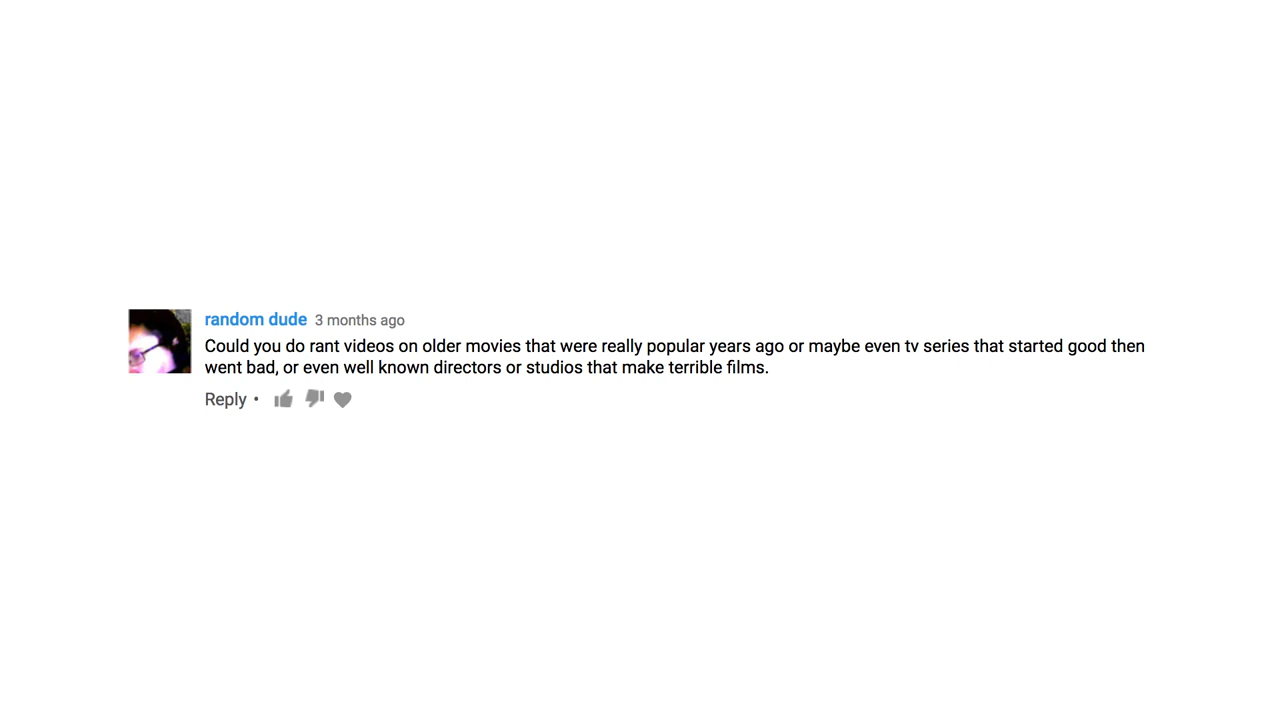 random dude 3 months ago
Could you do rant videos on older movies that were really popular years ago or maybe even tv series that started good then
went bad, or even well known directors or studios that make terrible films.
Reply •